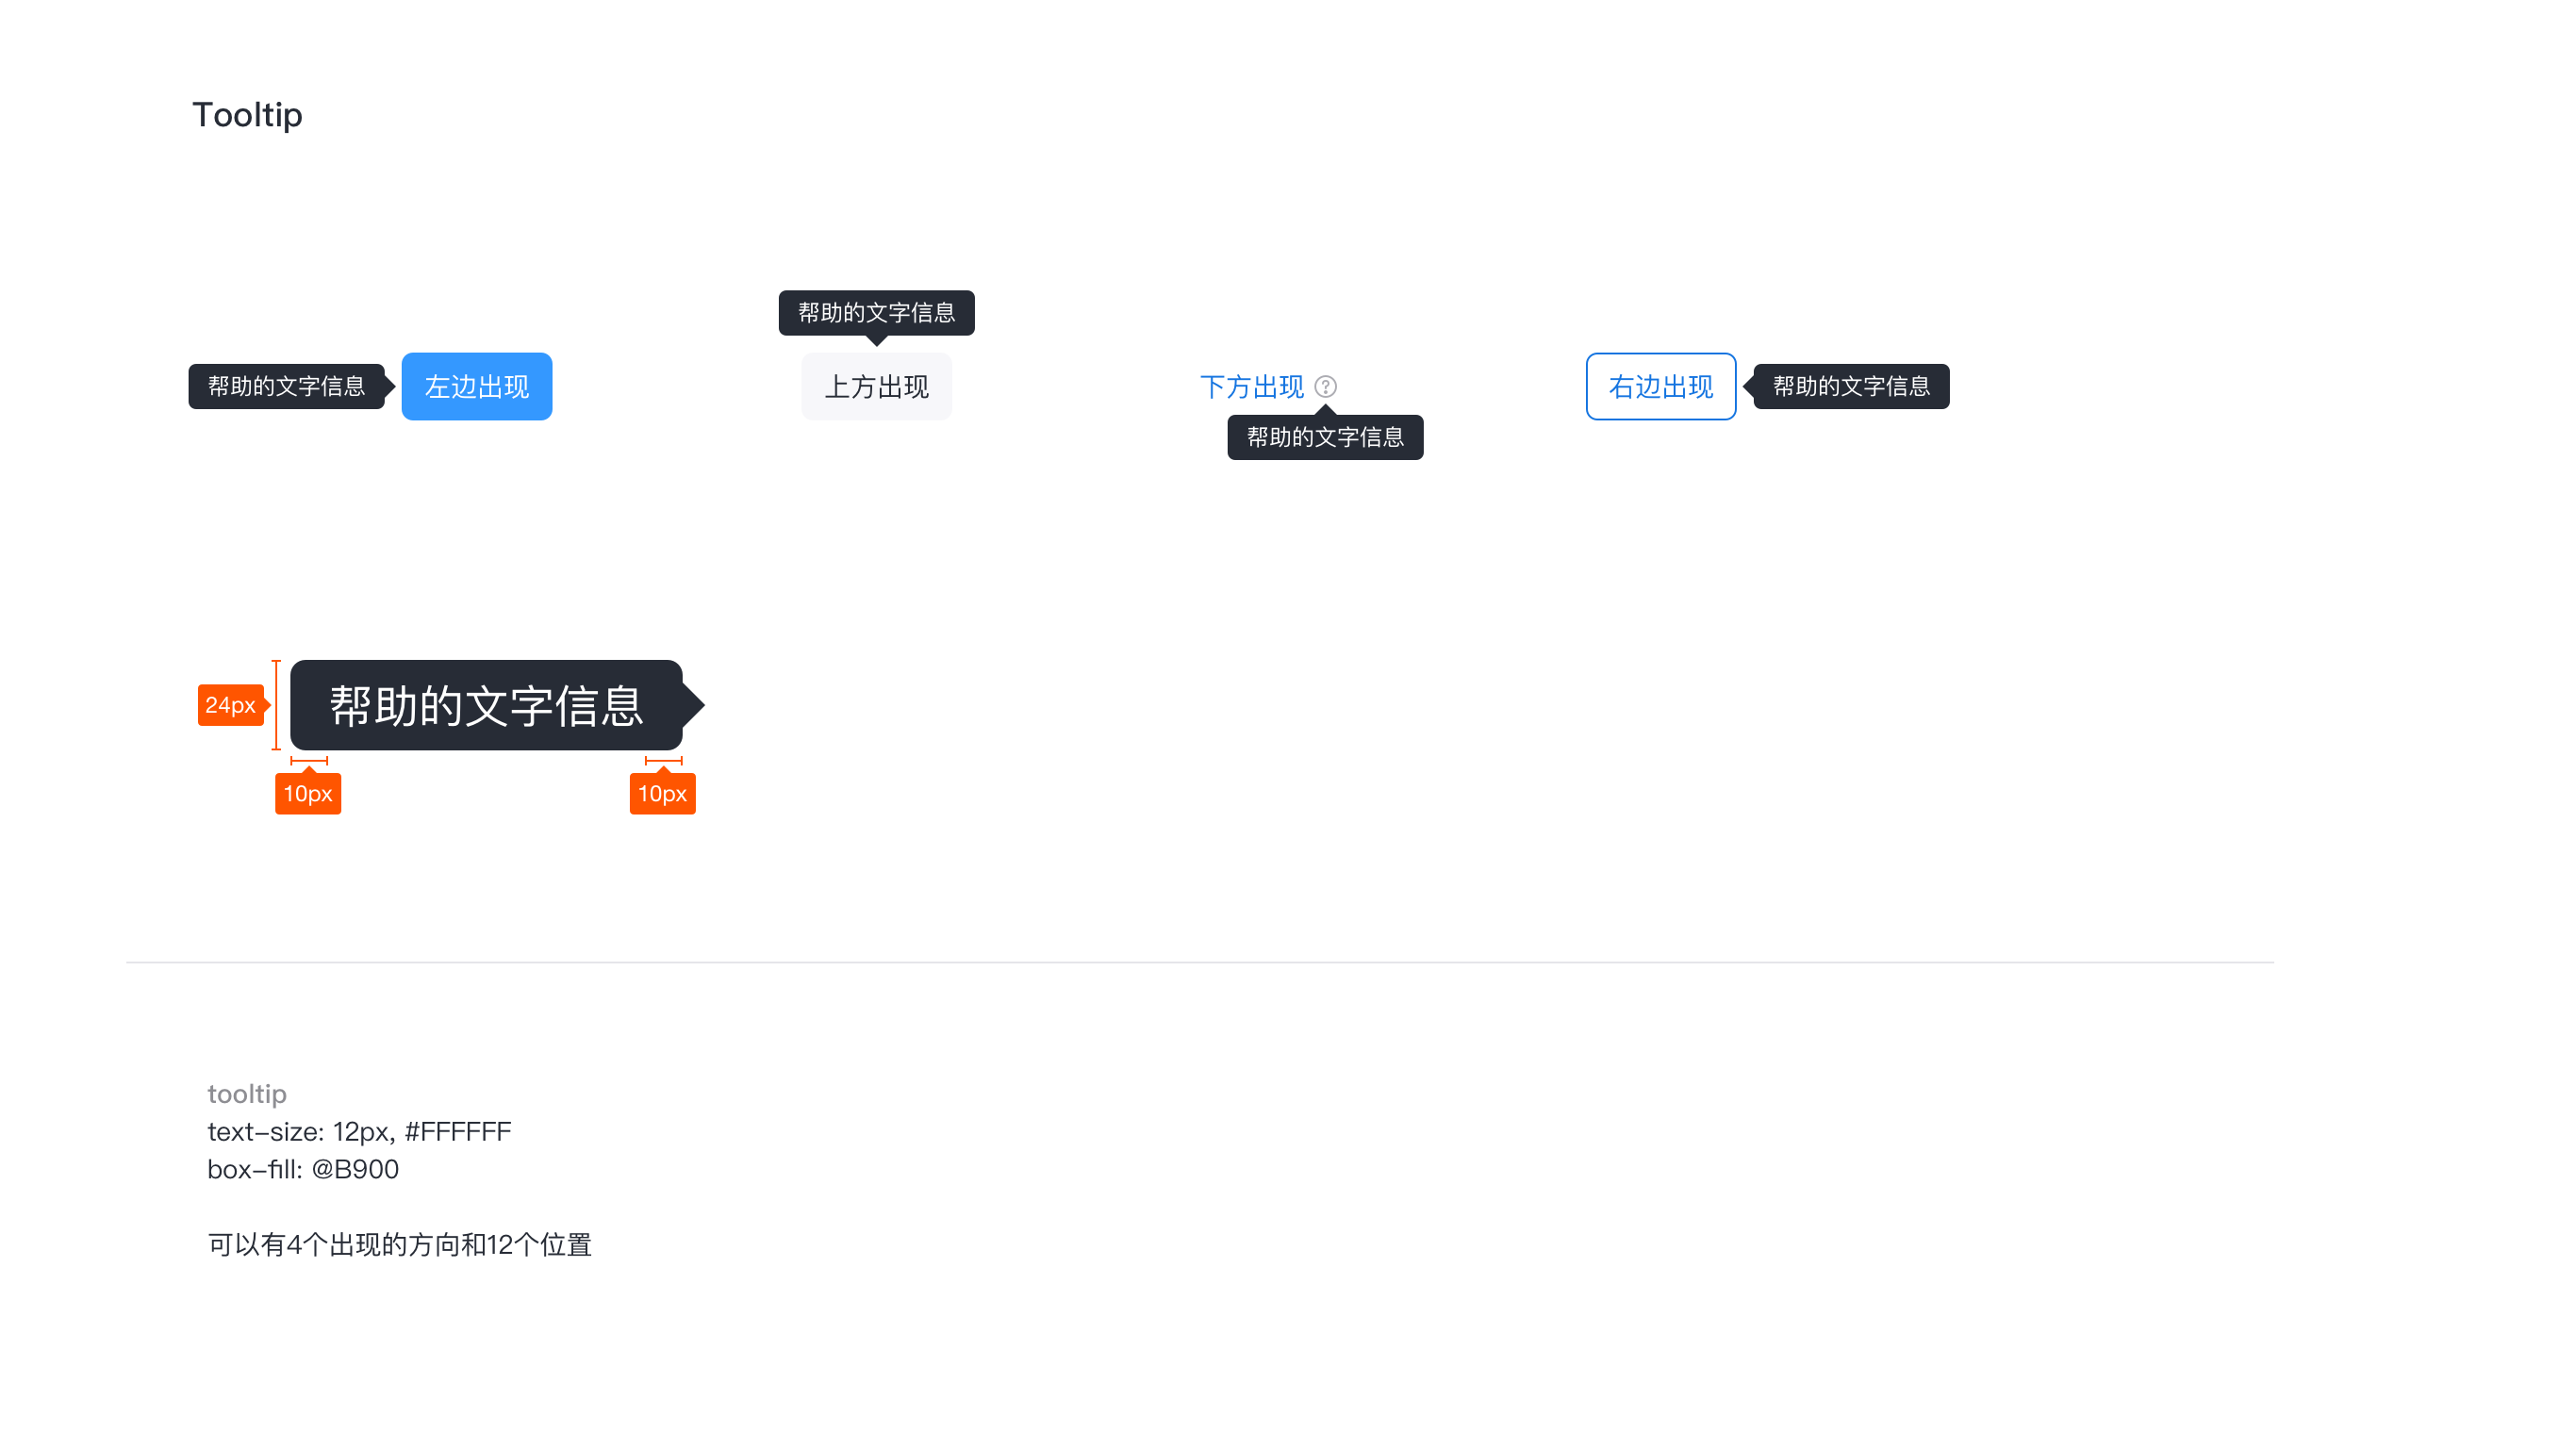 Tooltip
帮助的文字信息
左边出现
帮助的文字信息
上方出现
下方出现
帮助的文字信息
右边出现
帮助的文字信息
24px
帮助的文字信息
10px
10px
tooltip
text-size: 12px, #FFFFFF
box-fill: @B900
可以有4个出现的方向和12个位置